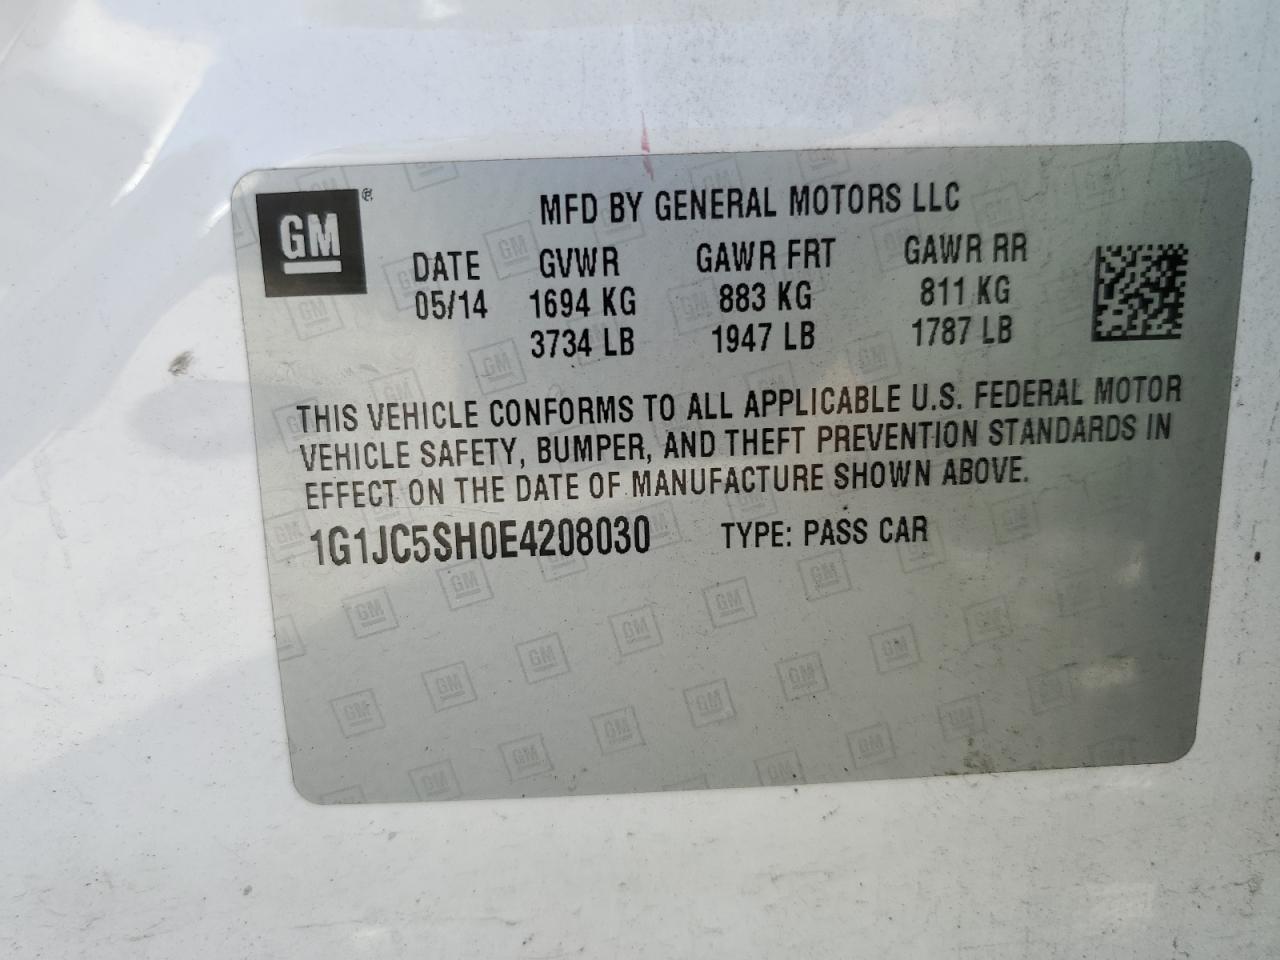 GM ®
MFD BY GENERAL MOTORS LLC
DATE GVWR GAWR FRT GAWR RR
05/14 1694 KG 883 KG 811 KG
3734 LB 1947 LB 1787 LB
THIS VEHICLE CONFORMS TO ALL APPLICABLE U.S. FEDERAL MOTOR
VEHICLE SAFETY, BUMPER, AND THEFT PREVENTION STANDARDS IN
EFFECT ON THE DATE OF MANUFACTURE SHOWN ABOVE.
1G1JC5SH0E4208030 TYPE: PASS CAR